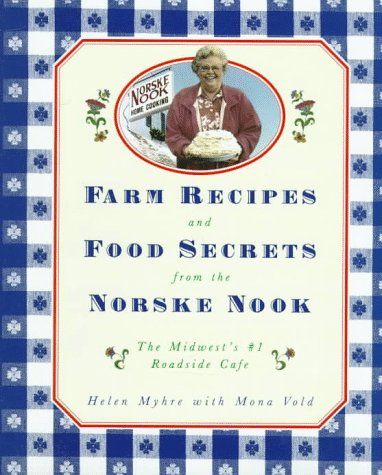 NORSKE
NOOK
HOME COOKING
FARM RECIPES
and
FOOD SECRETS
from the
NORSKE NOOK
The Midwest's #1
Roadside Cafe
Helen Myhre with Mona Vold